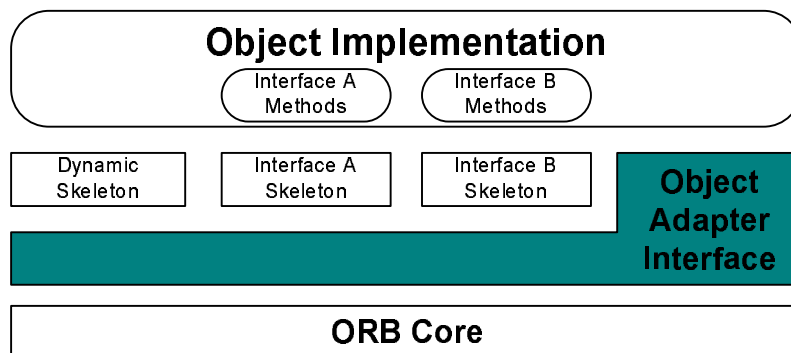 Object Implementation
Interface A
Methods
Interface B
Methods
Dynamic
Skeleton
Interface A
Skeleton
Interface B
Skeleton
Object
Adapter
Interface
ORB Core